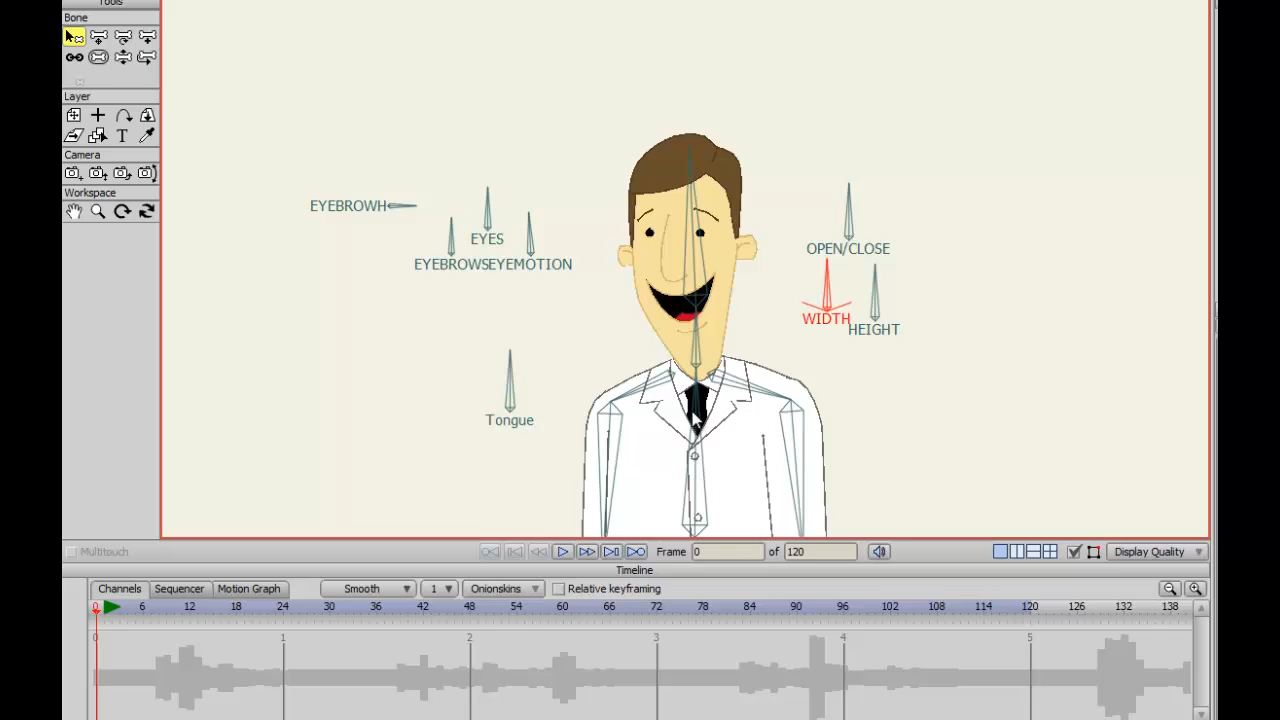 Tools
Bone
Layer
Camera
Workspace
EYEBROWH
EYES
EYEBROWSEYEMOTION
OPEN/CLOSE
WIDTH
HEIGHT
Tongue
Multitouch
Frame 0 of 120
Display Quality
Timeline
Channels Sequencer Motion Graph Smooth 1 Onionskins Relative keyframing
0 6 12 18 24 30 36 42 48 54 60 66 72 78 84 90 96 102 108 114 120 126 132 138
0 1 2 3 4 5